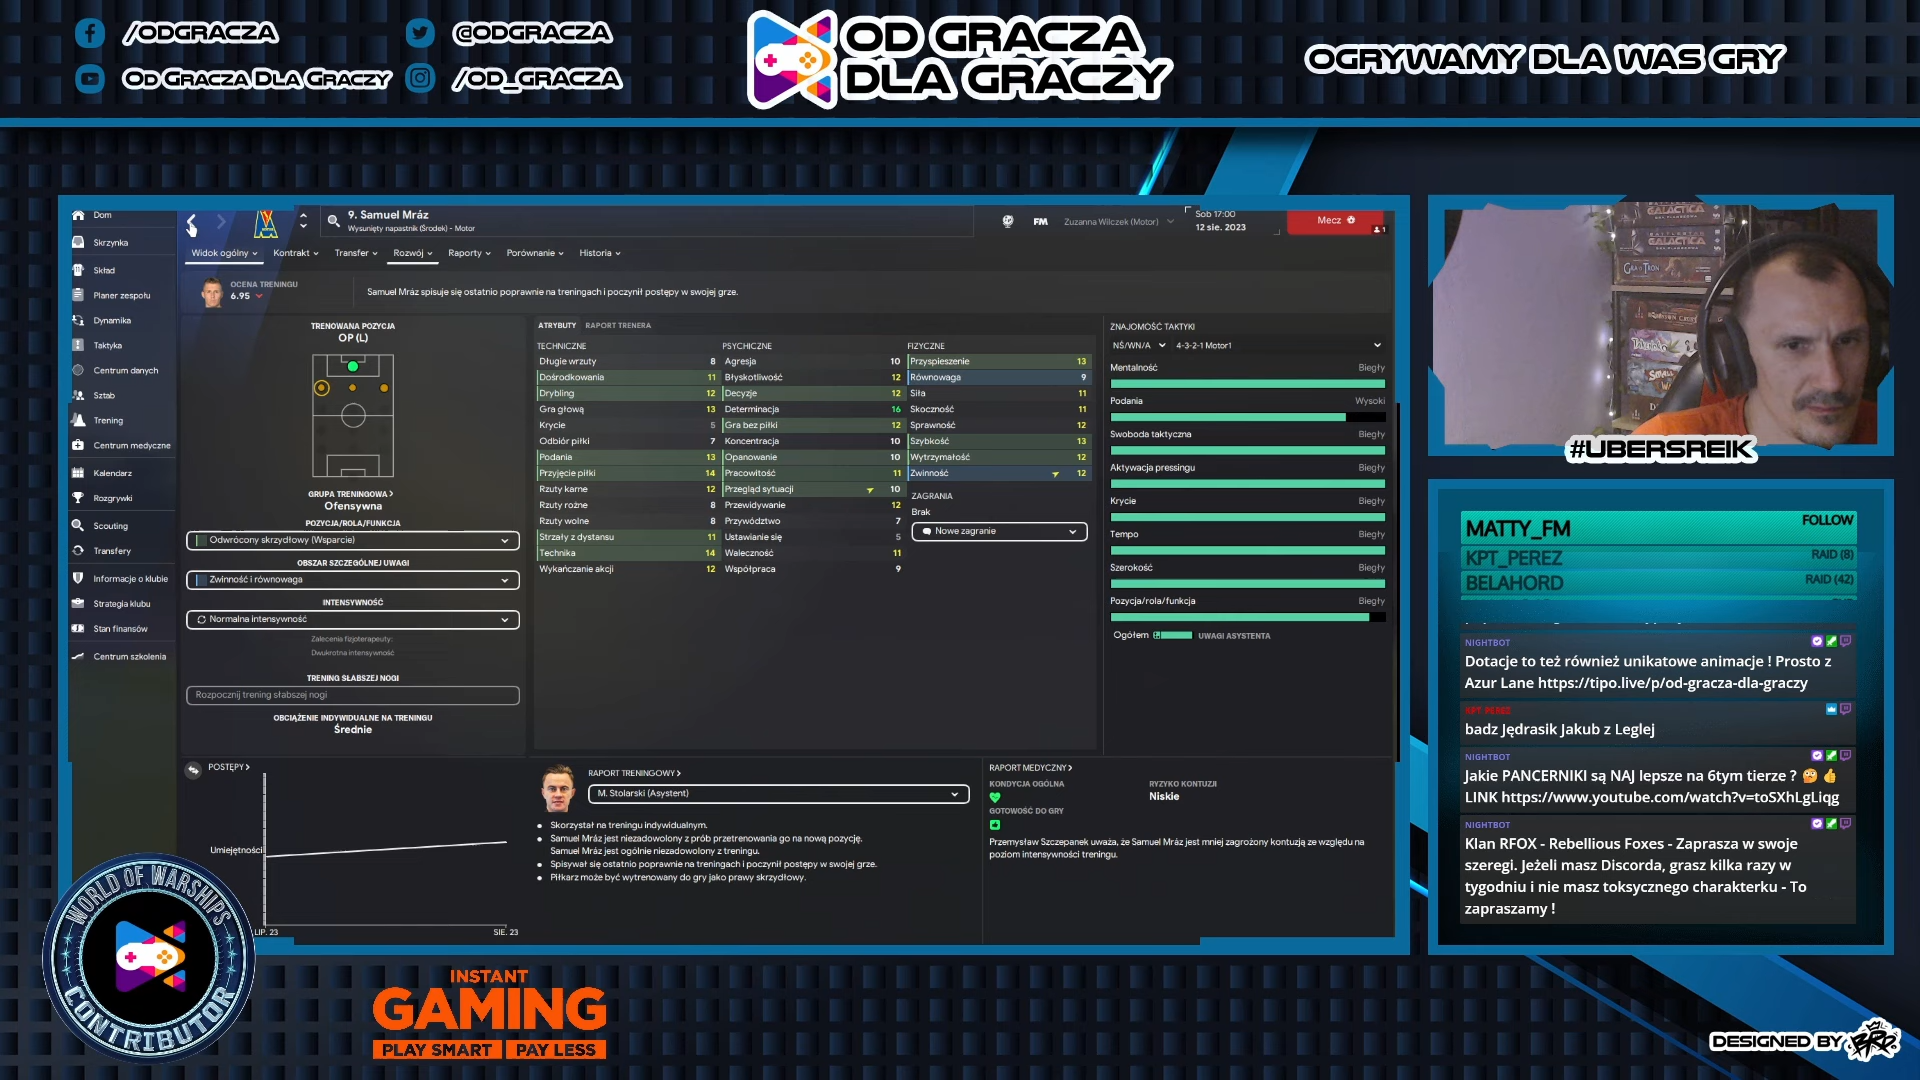 /ODGRACZA
@ODGRACZA
OD GRACZA DLA GRACZY
/OD_GRACZA
OD GRACZA
DLA GRACZY
OGRYWAMY DLA WAS GRY
Dom
Skrzynka
Skład
Planer zespołu
Dynamika
Taktyka
Centrum danych
Sztab
Trening
Centrum medyczne
Kalendarz
Rozgrywki
Scouting
Transfery
Informacje o klubie
Strategia klubu
Stan finansów
Centrum szkolenia
9. Samuel Mráz
Wysunięty napastnik (Środek) - Motor
FM
Zuzanna Wilczek (Motor)
Sob 17:00
12 sie. 2023
Mecz
1
Widok ogólny
Kontrakt
Transfer
Rozwój
Raporty
Porównanie
Historia
OCENA TRENINGU
6.95
Samuel Mráz spisuje się ostatnio poprawnie na treningach i poczynił postępy w swojej grze.
TRENOWANA POZYCJA
OP (L)
GRUPA TRENINGOWA >
Ofensywna
POZYCJA/ROLA/FUNKCJA
Odwrócony skrzydłowy (Wsparcie)
OBSZAR SZCZEGÓLNEJ UWAGI
Zwinność i równowaga
INTENSYWNOŚĆ
Normalna intensywność
Zalecenia fizjoterapeuty:
Dwukrotna intensywność
TRENING SŁABSZEJ NOGI
Rozpocznij trening słabszej nogi
OBCIĄŻENIE INDYWIDUALNE NA TRENINGU
Średnie
ATRYBUTY RAPORT TRENERA
TECHNICZNE
Długie wrzuty 8
Dośrodkowania 11
Drybling 12
Gra głową 13
Krycie 5
Odbiór piłki 7
Podania 13
Przyjęcie piłki 14
Rzuty karne 12
Rzuty rożne 8
Rzuty wolne 8
Strzały z dystansu 11
Technika 14
Wykańczanie akcji 12
PSYCHICZNE
Agresja 10
Błyskotliwość 12
Decyzje 12
Determinacja 16
Gra bez piłki 12
Koncentracja 10
Opanowanie 10
Pracowitość 11
Przegląd sytuacji 10
Przewidywanie 12
Przywództwo 7
Ustawianie się 5
Waleczność 11
Współpraca 9
FIZYCZNE
Przyspieszenie 13
Równowaga 9
Siła 11
Skoczność 11
Sprawność 12
Szybkość 13
Wytrzymałość 12
Zwinność 12
ZAGRANIA
Brak
Nowe zagranie
ZNAJOMOŚĆ TAKTYKI
NŚ/WN/A
4-3-2-1 Motor1
Mentalność Biegły
Podania Wysoki
Swoboda taktyczna Biegły
Aktywacja pressingu Biegły
Krycie Biegły
Tempo Biegły
Szerokość Biegły
Pozycja/rola/funkcja Biegły
Ogółem
UWAGI ASYSTENTA
POSTĘPY >
Umiejętności
LIP. 23
SIE. 23
RAPORT TRENINGOWY >
M. Stolarski (Asystent)
Skorzystał na treningu indywidualnym.
Samuel Mráz jest niezadowolony z prób przetrenowania go na nową pozycję.
Samuel Mráz jest ogólnie niezadowolony z treningu.
Spisywał się ostatnio poprawnie na treningach i poczynił postępy w swojej grze.
Piłkarz może być wytrenowany do gry jako prawy skrzydłowy.
RAPORT MEDYCZNY >
KONDYCJA OGÓLNA
RYZYKO KONTUZJI
Niskie
GOTOWOŚĆ DO GRY
Przemysław Szczepanek uważa, że Samuel Mráz jest mniej zagrożony kontuzją ze względu na
poziom intensywności treningu.
#UBERSREIK
MATTY_FM FOLLOW
KPT_PEREZ RAID (8)
BELAHORD RAID (42)
NIGHTBOT
Dotacje to też również unikatowe animacje ! Prosto z
Azur Lane https://tipo.live/p/od-gracza-dla-graczy
KPT_PEREZ
badz Jędrasik Jakub z Leglej
NIGHTBOT
Jakie PANCERNIKI są NAJ lepsze na 6tym tierze ? 🤔 👍
LINK https://www.youtube.com/watch?v=toSXhLgLiqg
NIGHTBOT
Klan RFOX - Rebellious Foxes - Zaprasza w swoje
szeregi. Jeżeli masz Discorda, grasz kilka razy w
tygodniu i nie masz toksycznego charakterku - To
zapraszamy !
WORLD OF WARSHIPS
CONTRIBUTOR
INSTANT
GAMING
PLAY SMART PAY LESS
DESIGNED BY